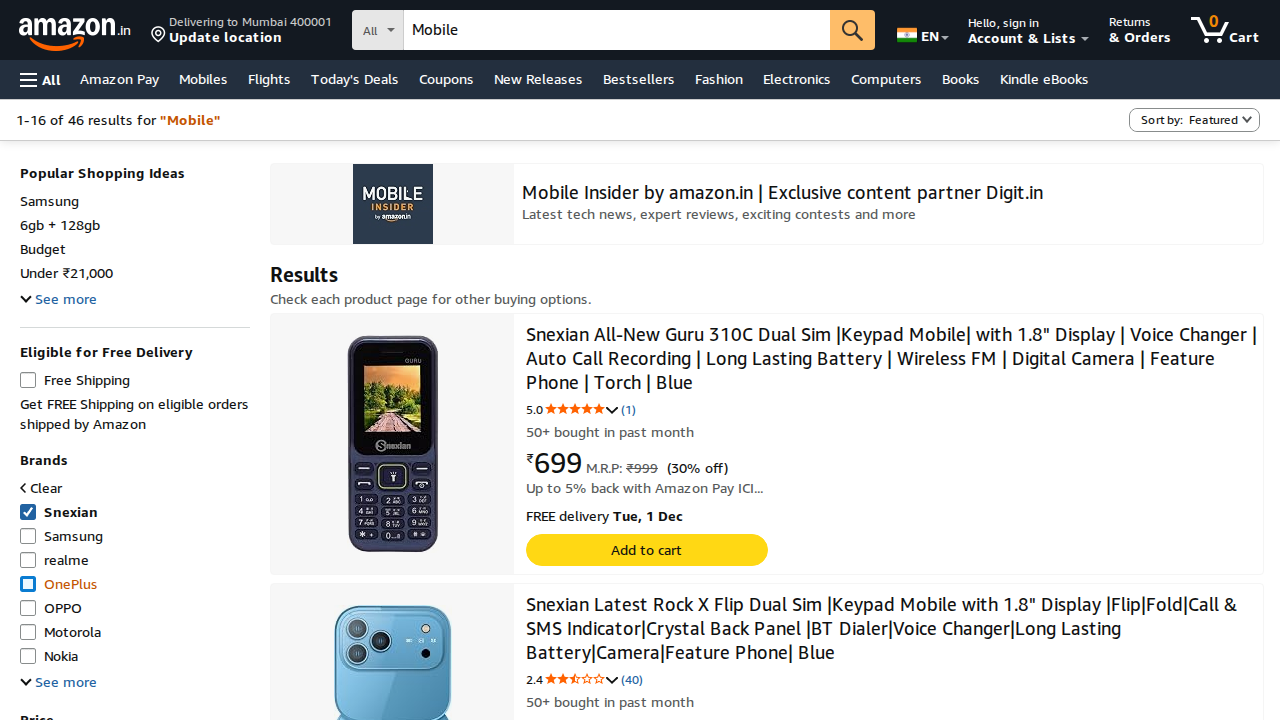 amazon.in
Delivering to Mumbai 400001
Update location
All
Mobile
EN
Hello, sign in
Account & Lists
Returns
& Orders
0
Cart
All
Amazon Pay
Mobiles
Flights
Today's Deals
Coupons
New Releases
Bestsellers
Fashion
Electronics
Computers
Books
Kindle eBooks
1-16 of 46 results for "Mobile"
Sort by: Featured
Popular Shopping Ideas
Samsung
6gb + 128gb
Budget
Under ₹21,000
See more
Eligible for Free Delivery
Free Shipping
Get FREE Shipping on eligible orders
shipped by Amazon
Brands
Clear
Snexian
Samsung
realme
OnePlus
OPPO
Motorola
Nokia
See more
Price
MOBILE
INSIDER
by amazon.in
Mobile Insider by amazon.in | Exclusive content partner Digit.in
Latest tech news, expert reviews, exciting contests and more
Results
Check each product page for other buying options.
GURU
Snexian
Snexian All-New Guru 310C Dual Sim |Keypad Mobile| with 1.8" Display | Voice Changer |
Auto Call Recording | Long Lasting Battery | Wireless FM | Digital Camera | Feature
Phone | Torch | Blue
5.0 (1)
50+ bought in past month
₹699 M.R.P: ₹999 (30% off)
Up to 5% back with Amazon Pay ICI...
FREE delivery Tue, 1 Dec
Add to cart
Snexian Latest Rock X Flip Dual Sim |Keypad Mobile with 1.8" Display |Flip|Fold|Call &
SMS Indicator|Crystal Back Panel |BT Dialer|Voice Changer|Long Lasting
Battery|Camera|Feature Phone| Blue
2.4 (40)
50+ bought in past month